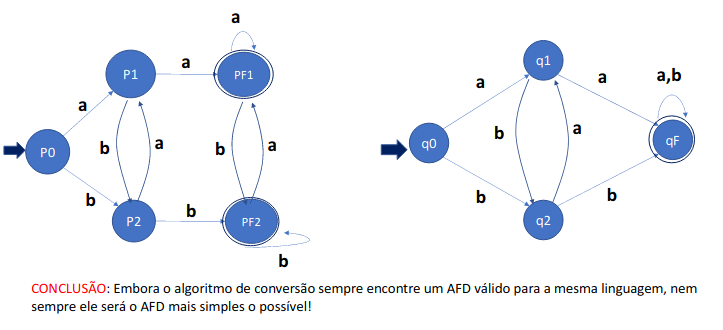 a
a
P1
PF1
a
P0
b
a
b
a
b
P2
b
PF2
b
q1
a
a
a,b
q0
b
a
qF
b
b
q2
CONCLUSÃO: Embora o algoritmo de conversão sempre encontre um AFD válido para a mesma linguagem, nem
sempre ele será o AFD mais simples o possível!